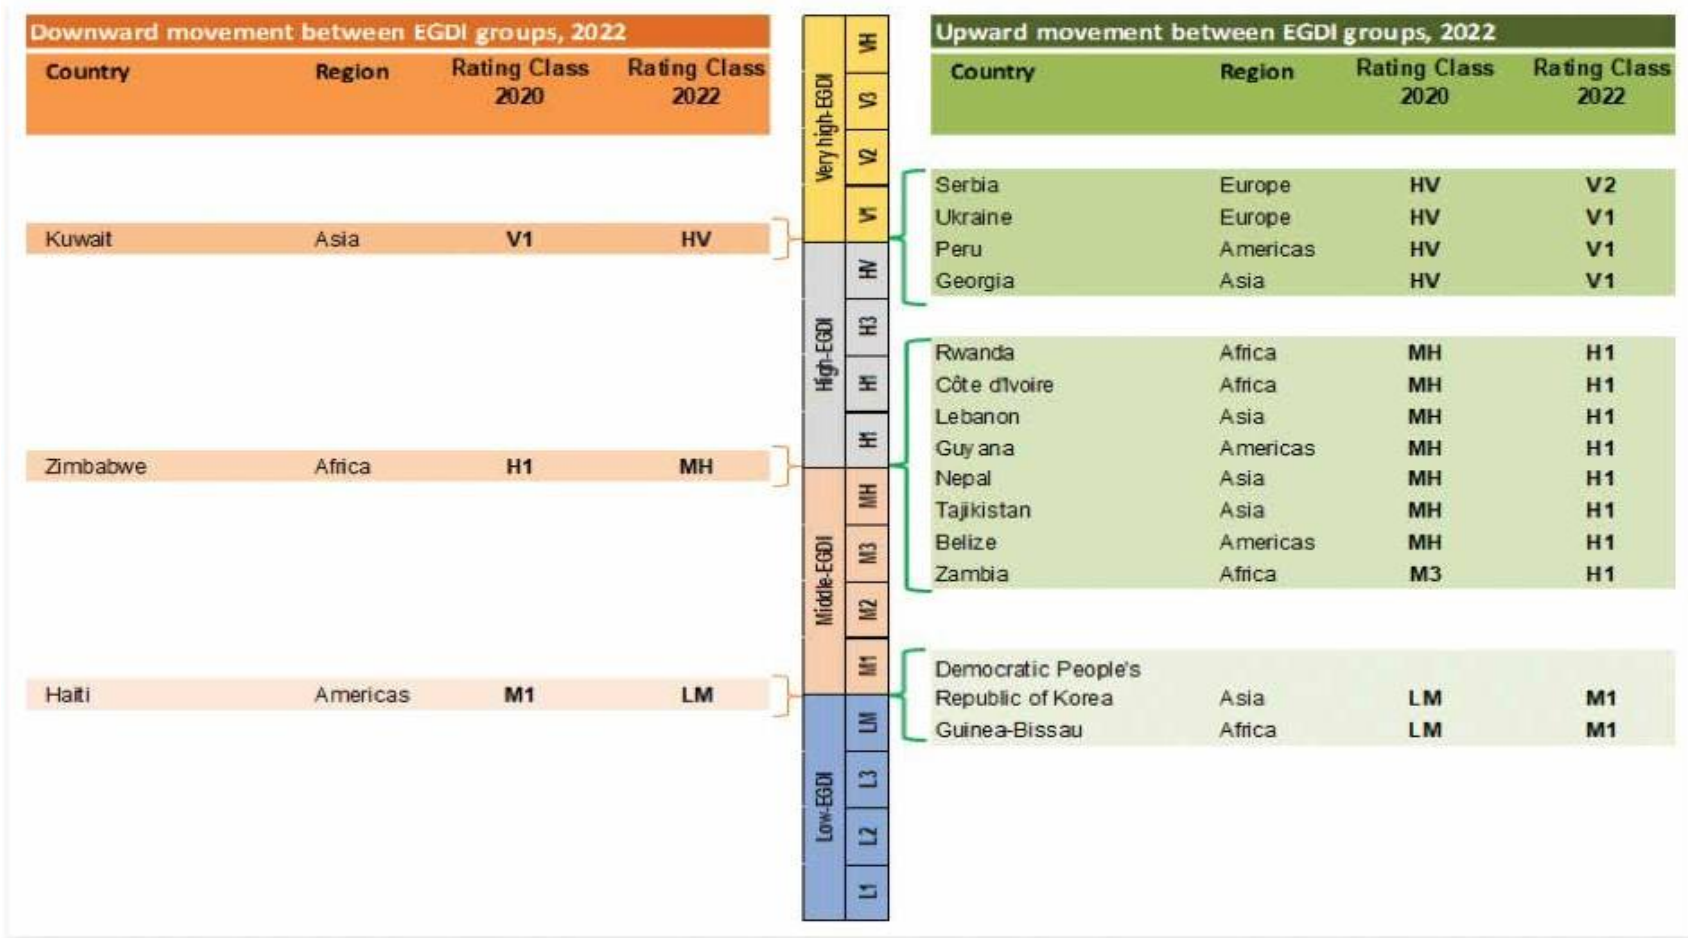 Downward movement between EGDI groups, 2022
Country Region Rating Class 2020 Rating Class 2022
Kuwait Asia V1 HV
Zimbabwe Africa H1 MH
Haiti Americas M1 LM
Very high-EGDI
VH
V3
V2
V1
High-EGDI
HV
H3
H1
H1
Middle-EGDI
MH
M3
M2
M1
Low-EGDI
LM
L3
L2
L1
Upward movement between EGDI groups, 2022
Country Region Rating Class 2020 Rating Class 2022
Serbia Europe HV V2
Ukraine Europe HV V1
Peru Americas HV V1
Georgia Asia HV V1
Rwanda Africa MH H1
Côte d'Ivoire Africa MH H1
Lebanon Asia MH H1
Guyana Americas MH H1
Nepal Asia MH H1
Tajikistan Asia MH H1
Belize Americas MH H1
Zambia Africa M3 H1
Democratic People's
Republic of Korea Asia LM M1
Guinea-Bissau Africa LM M1